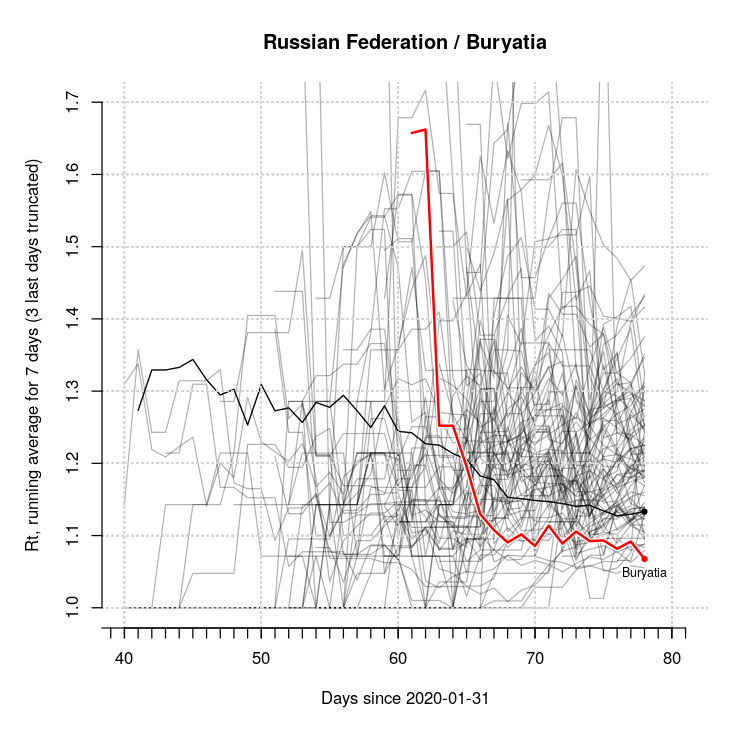 Russian Federation / Buryatia
Rt, running average for 7 days (3 last days truncated)
1.7
1.6
1.5
1.4
1.3
1.2
1.1
1.0
Buryatia
40 50 60 70 80
Days since 2020-01-31